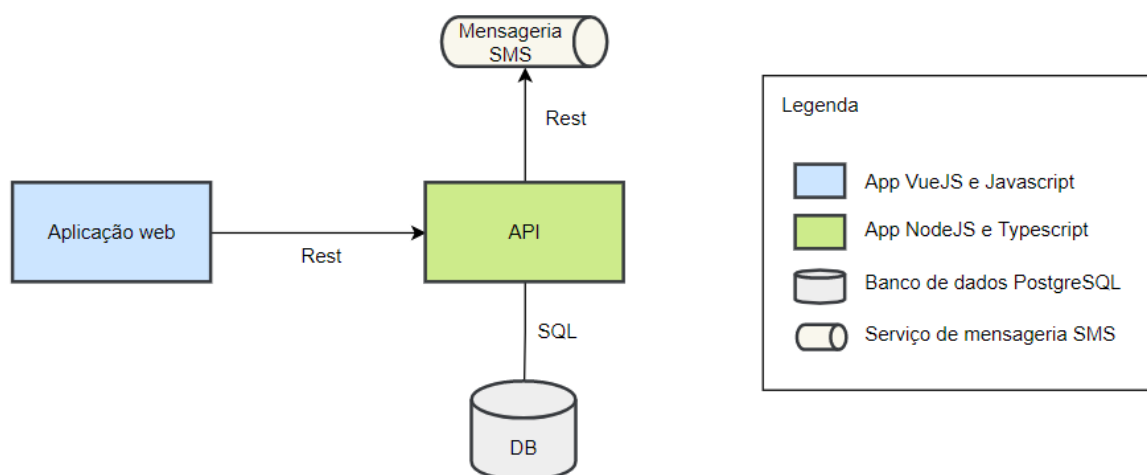 Mensageria
SMS
Rest
Aplicação web
Rest
API
SQL
DB
Legenda
App VueJS e Javascript
App NodeJS e Typescript
Banco de dados PostgreSQL
Serviço de mensageria SMS